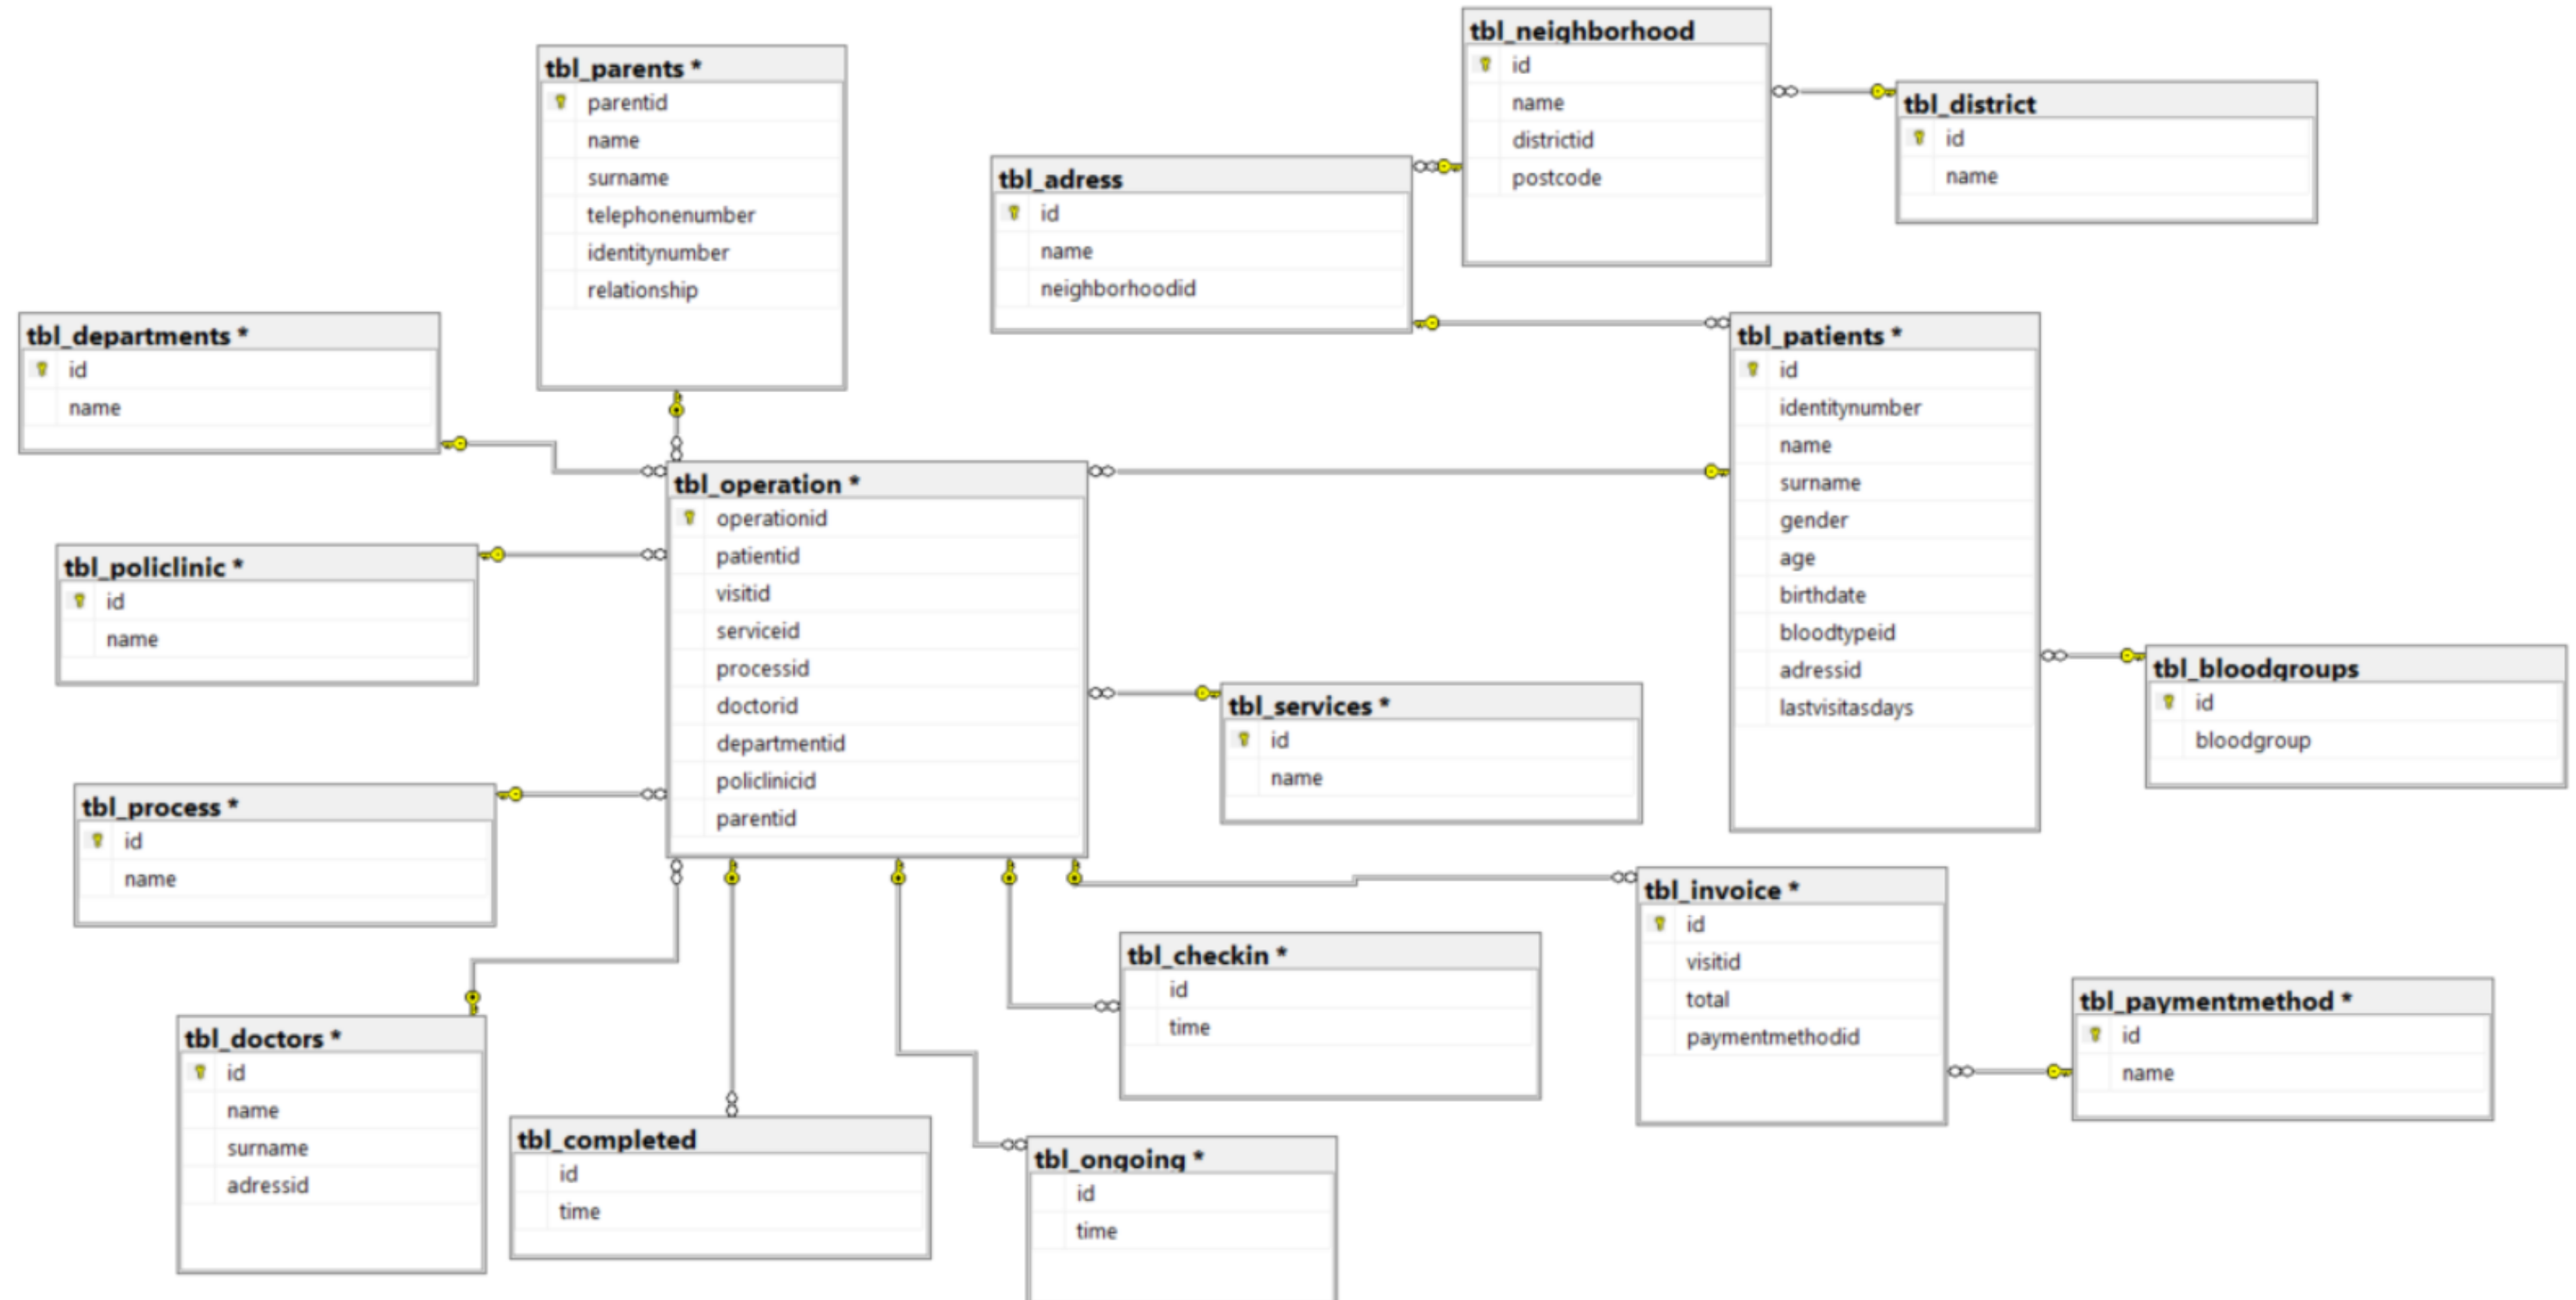 tbl_neighborhood
id
name
districtid
postcode
tbl_parents *
parentid
name
surname
telephonenumber
identitynumber
relationship
tbl_district
id
name
tbl_adress
id
name
neighborhoodid
tbl_departments *
id
name
tbl_patients *
id
identitynumber
name
surname
gender
age
birthdate
bloodtypeid
adressid
lastvisitasdays
tbl_operation *
operationid
patientid
visitid
serviceid
processid
doctorid
departmentid
policlinicid
parentid
tbl_policlinic *
id
name
tbl_bloodgroups
id
bloodgroup
tbl_services *
id
name
tbl_process *
id
name
tbl_invoice *
id
visitid
total
paymentmethodid
tbl_checkin *
id
time
tbl_paymentmethod *
id
name
tbl_doctors *
id
name
surname
adressid
tbl_completed
id
time
tbl_ongoing *
id
time